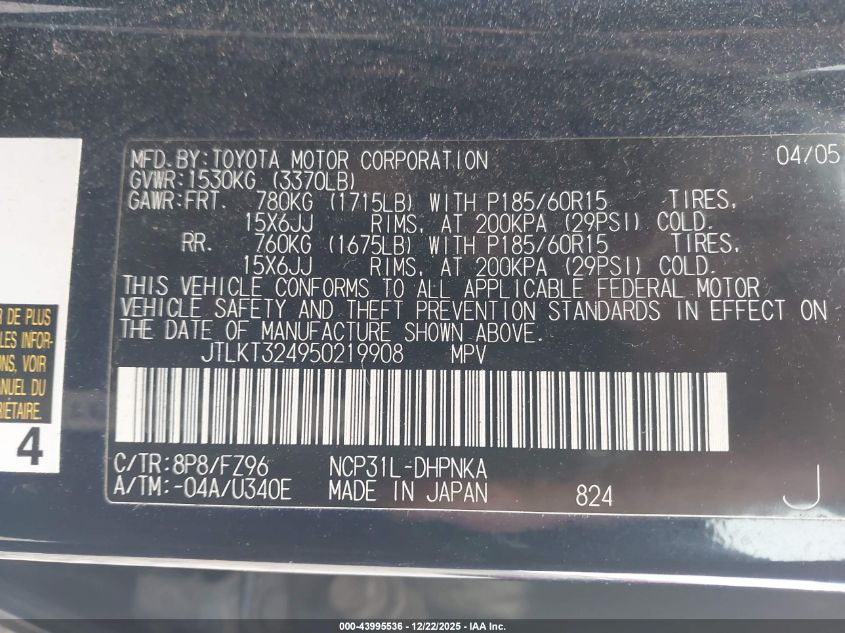 MFD.BY:TOYOTA MOTOR CORPORATION 04/05
GVWR:1530KG (3370LB)
GAWR:FRT. 780KG (1715LB) WITH P185/60R15 TIRES,
15X6JJ RIMS, AT 200KPA (29PSI) COLD.
RR. 760KG (1675LB) WITH P185/60R15 TIRES,
15X6JJ RIMS, AT 200KPA (29PSI) COLD.
THIS VEHICLE CONFORMS TO ALL APPLICABLE FEDERAL MOTOR
VEHICLE SAFETY AND THEFT PREVENTION STANDARDS IN EFFECT ON
THE DATE OF MANUFACTURE SHOWN ABOVE.
JTLKT324950219908 MPV
C/TR:8P8/FZ96 NCP31L-DHPNKA
A/TM:-04A/U340E MADE IN JAPAN 824 J
R DE PLUS
LES INFOR-
NS, VOIR
ANUEL DU
RIÉTAIRE.
4
000-43995536 - 12/22/2025 - IAA Inc.